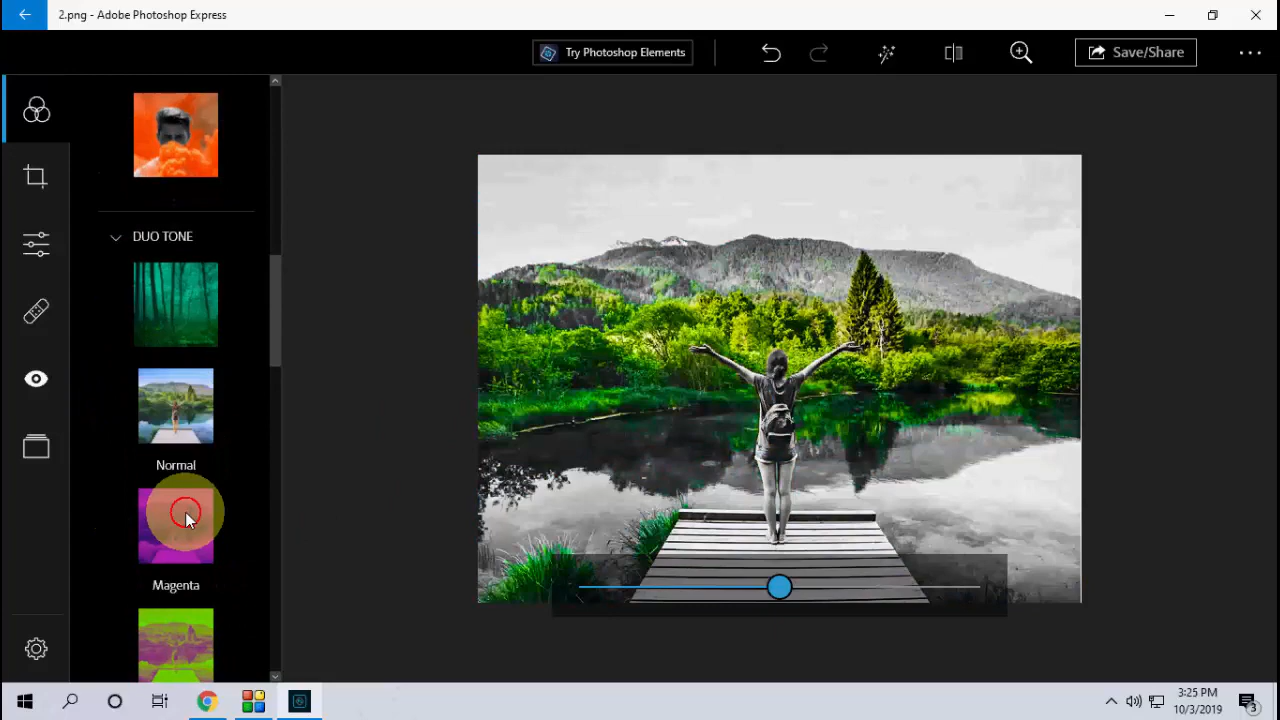 2.png - Adobe Photoshop Express
Try Photoshop Elements
Save/Share
DUO TONE
Normal
Magenta
3:25 PM
10/3/2019
3